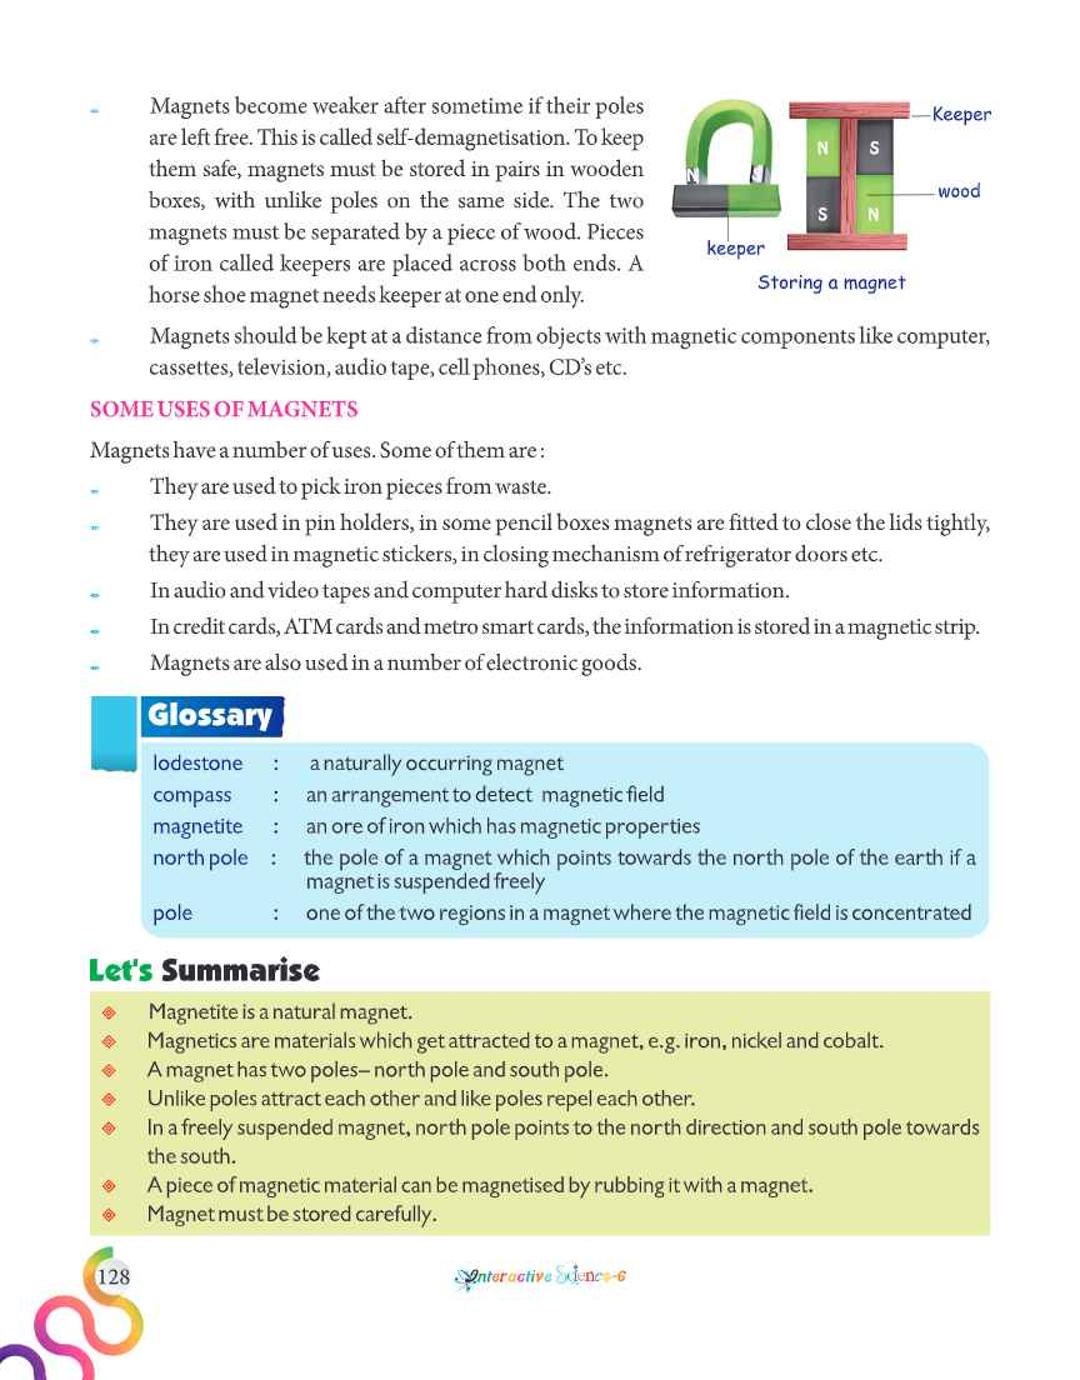 Magnets become weaker after sometime if their poles
are left free. This is called self-demagnetisation. To keep
them safe, magnets must be stored in pairs in wooden
boxes, with unlike poles on the same side. The two
magnets must be separated by a piece of wood. Pieces
of iron called keepers are placed across both ends. A
horse shoe magnet needs keeper at one end only.
N
S
keeper
N
S
S
N
Keeper
wood
Storing a magnet
Magnets should be kept at a distance from objects with magnetic components like computer,
cassettes, television, audio tape, cell phones, CD's etc.
SOME USES OF MAGNETS
Magnets have a number of uses. Some of them are :
They are used to pick iron pieces from waste.
They are used in pin holders, in some pencil boxes magnets are fitted to close the lids tightly,
they are used in magnetic stickers, in closing mechanism of refrigerator doors etc.
In audio and video tapes and computer hard disks to store information.
In credit cards, ATM cards and metro smart cards, the information is stored in a magnetic strip.
Magnets are also used in a number of electronic goods.
Glossary
lodestone : a naturally occurring magnet
compass : an arrangement to detect magnetic field
magnetite : an ore of iron which has magnetic properties
north pole : the pole of a magnet which points towards the north pole of the earth if a
magnet is suspended freely
pole : one of the two regions in a magnet where the magnetic field is concentrated
Let's Summarise
Magnetite is a natural magnet.
Magnetics are materials which get attracted to a magnet, e.g. iron, nickel and cobalt.
A magnet has two poles– north pole and south pole.
Unlike poles attract each other and like poles repel each other.
In a freely suspended magnet, north pole points to the north direction and south pole towards
the south.
A piece of magnetic material can be magnetised by rubbing it with a magnet.
Magnet must be stored carefully.
128
Interactive Science-6